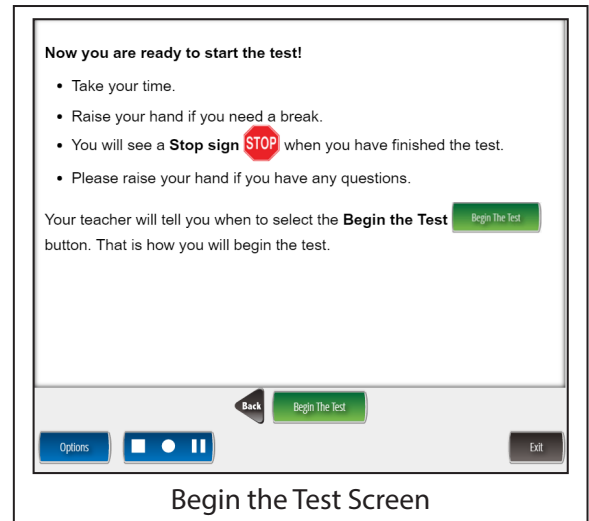 Now you are ready to start the test!
• Take your time.
• Raise your hand if you need a break.
• You will see a Stop sign STOP when you have finished the test.
• Please raise your hand if you have any questions.
Your teacher will tell you when to select the Begin the Test Begin The Test
button. That is how you will begin the test.
Back Begin The Test
Options Exit
Begin the Test Screen